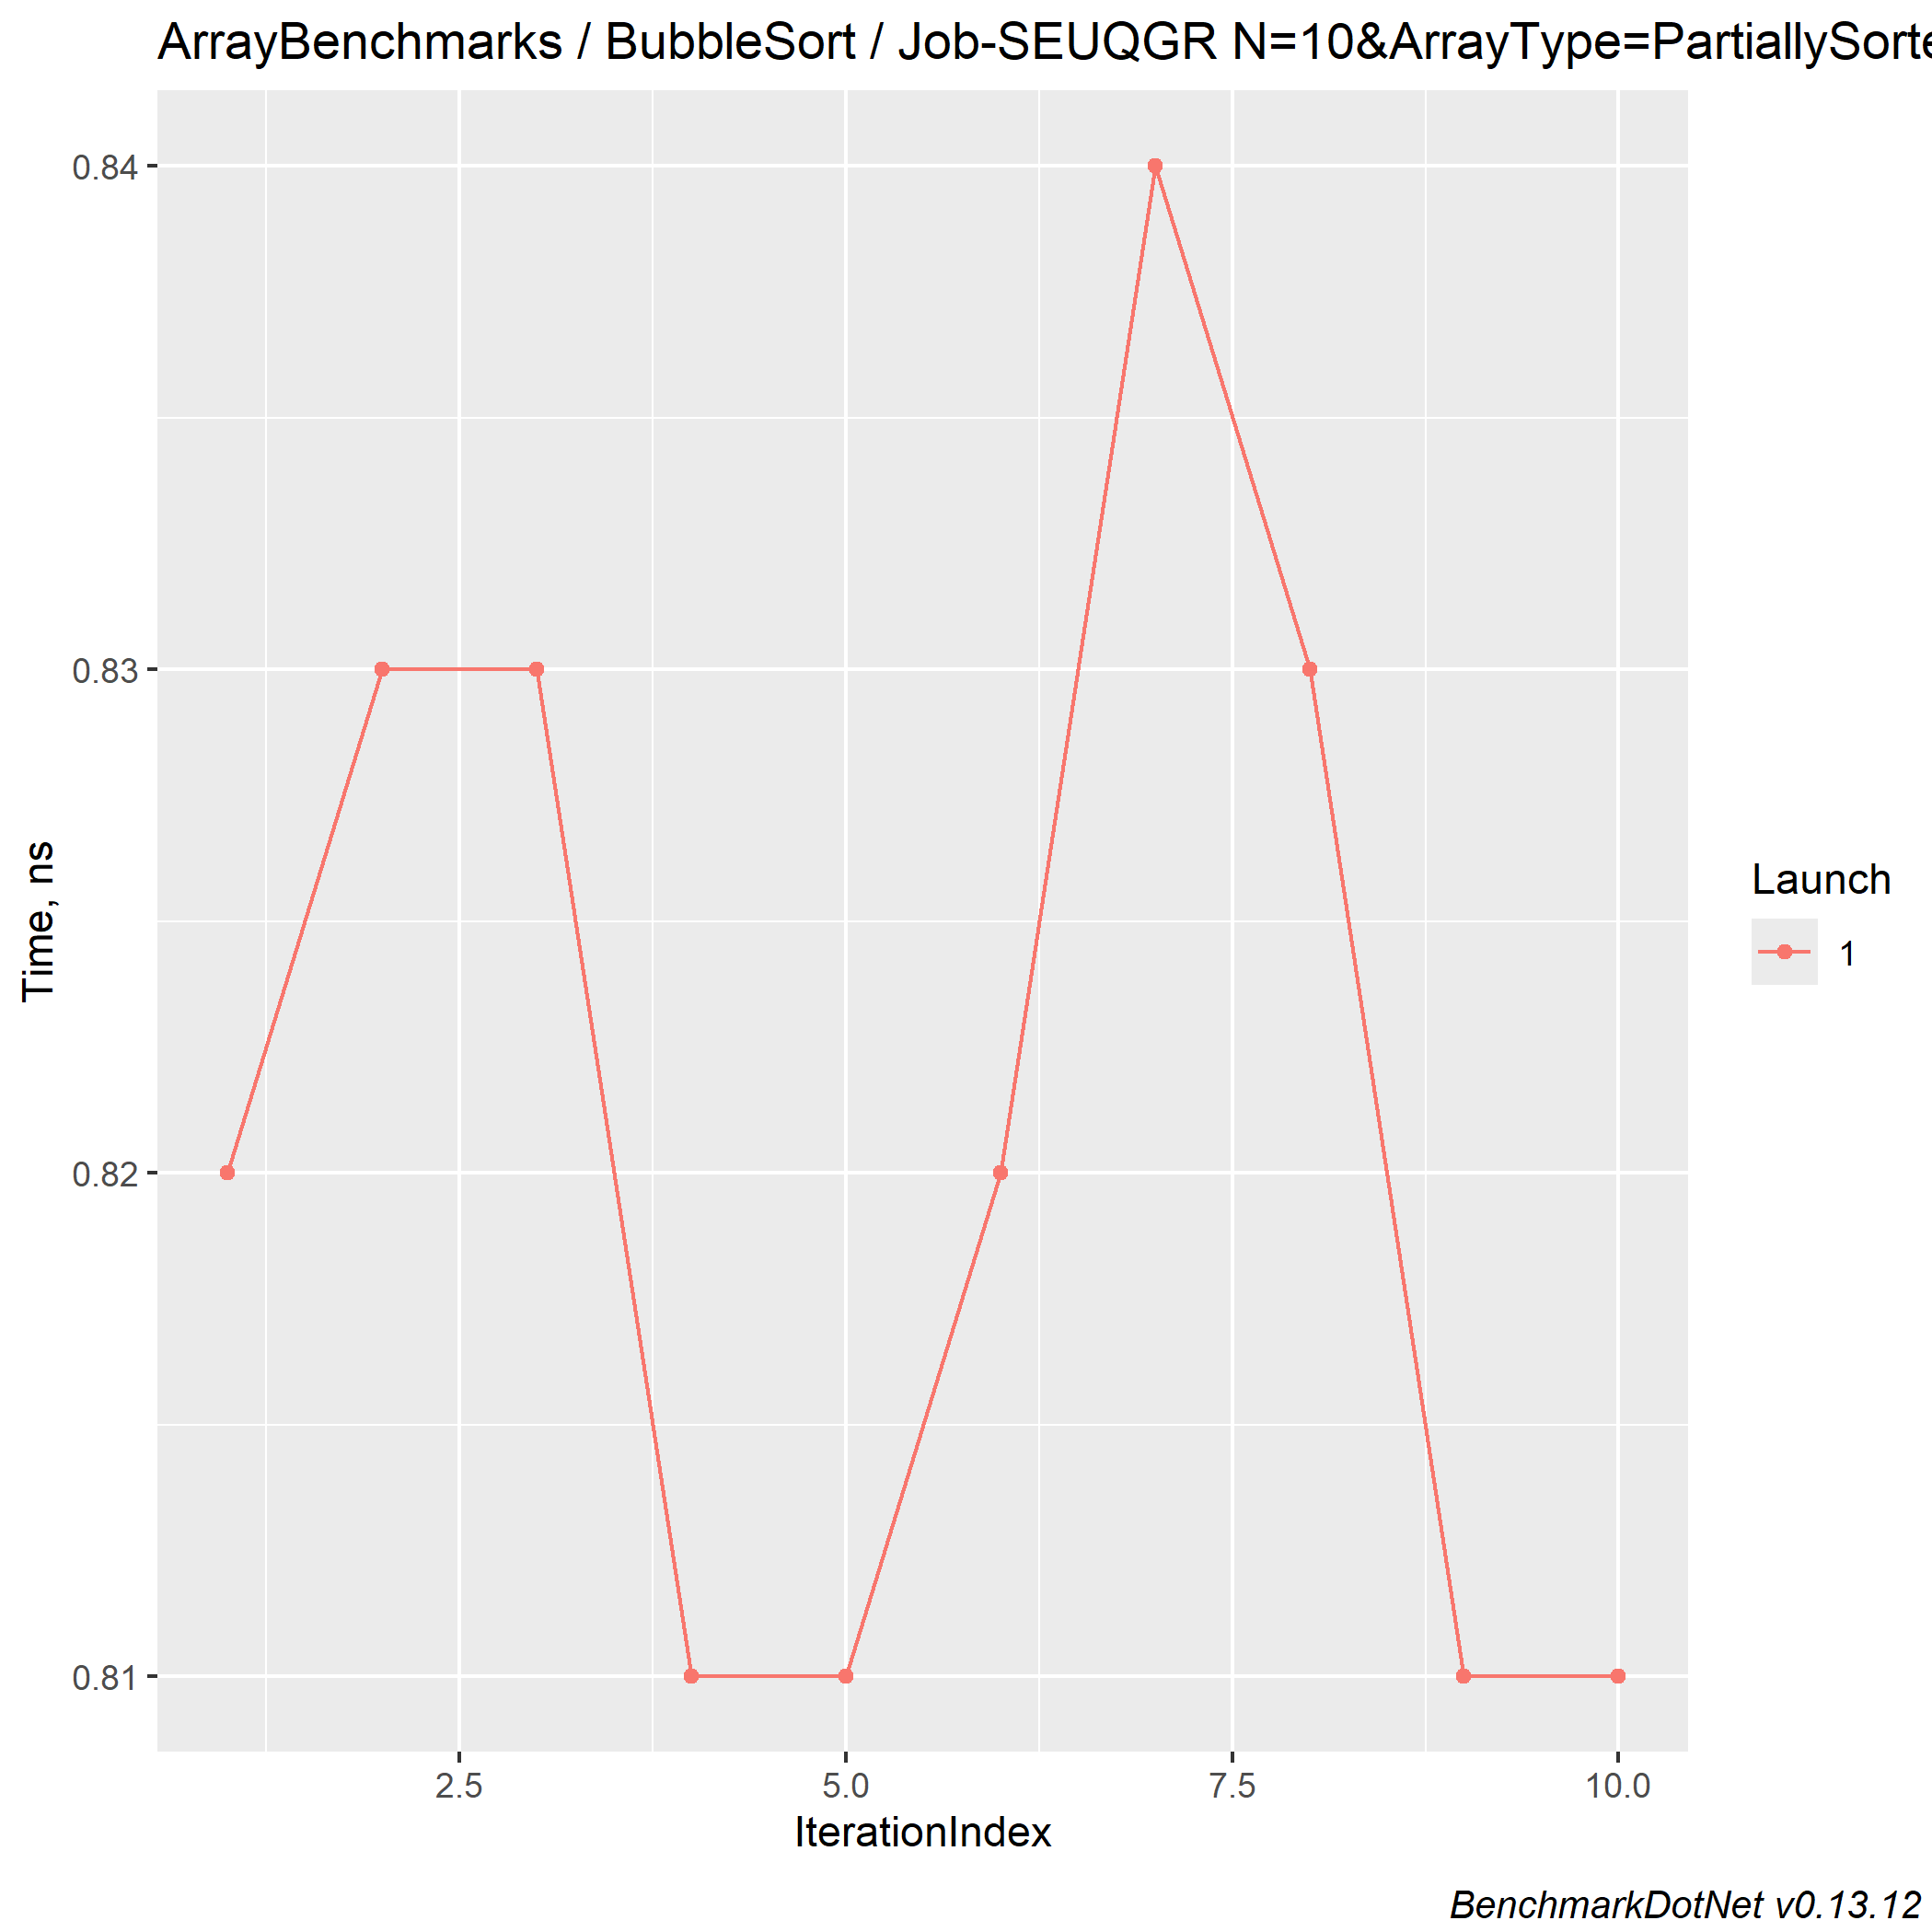 ArrayBenchmarks / BubbleSort / Job-SEUQGR N=10&ArrayType=PartiallySorte
0.84
0.83
0.82
0.81
Time, ns
2.5 5.0 7.5 10.0
IterationIndex
Launch
1
BenchmarkDotNet v0.13.12